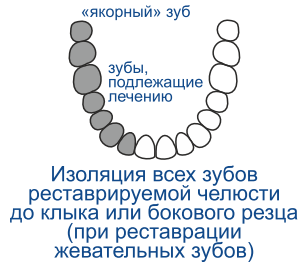 «якорный» зуб
зубы,
подлежащие
лечению
Изоляция всех зубов
реставрируемой челюсти
до клыка или бокового резца
(при реставрации
жевательных зубов)